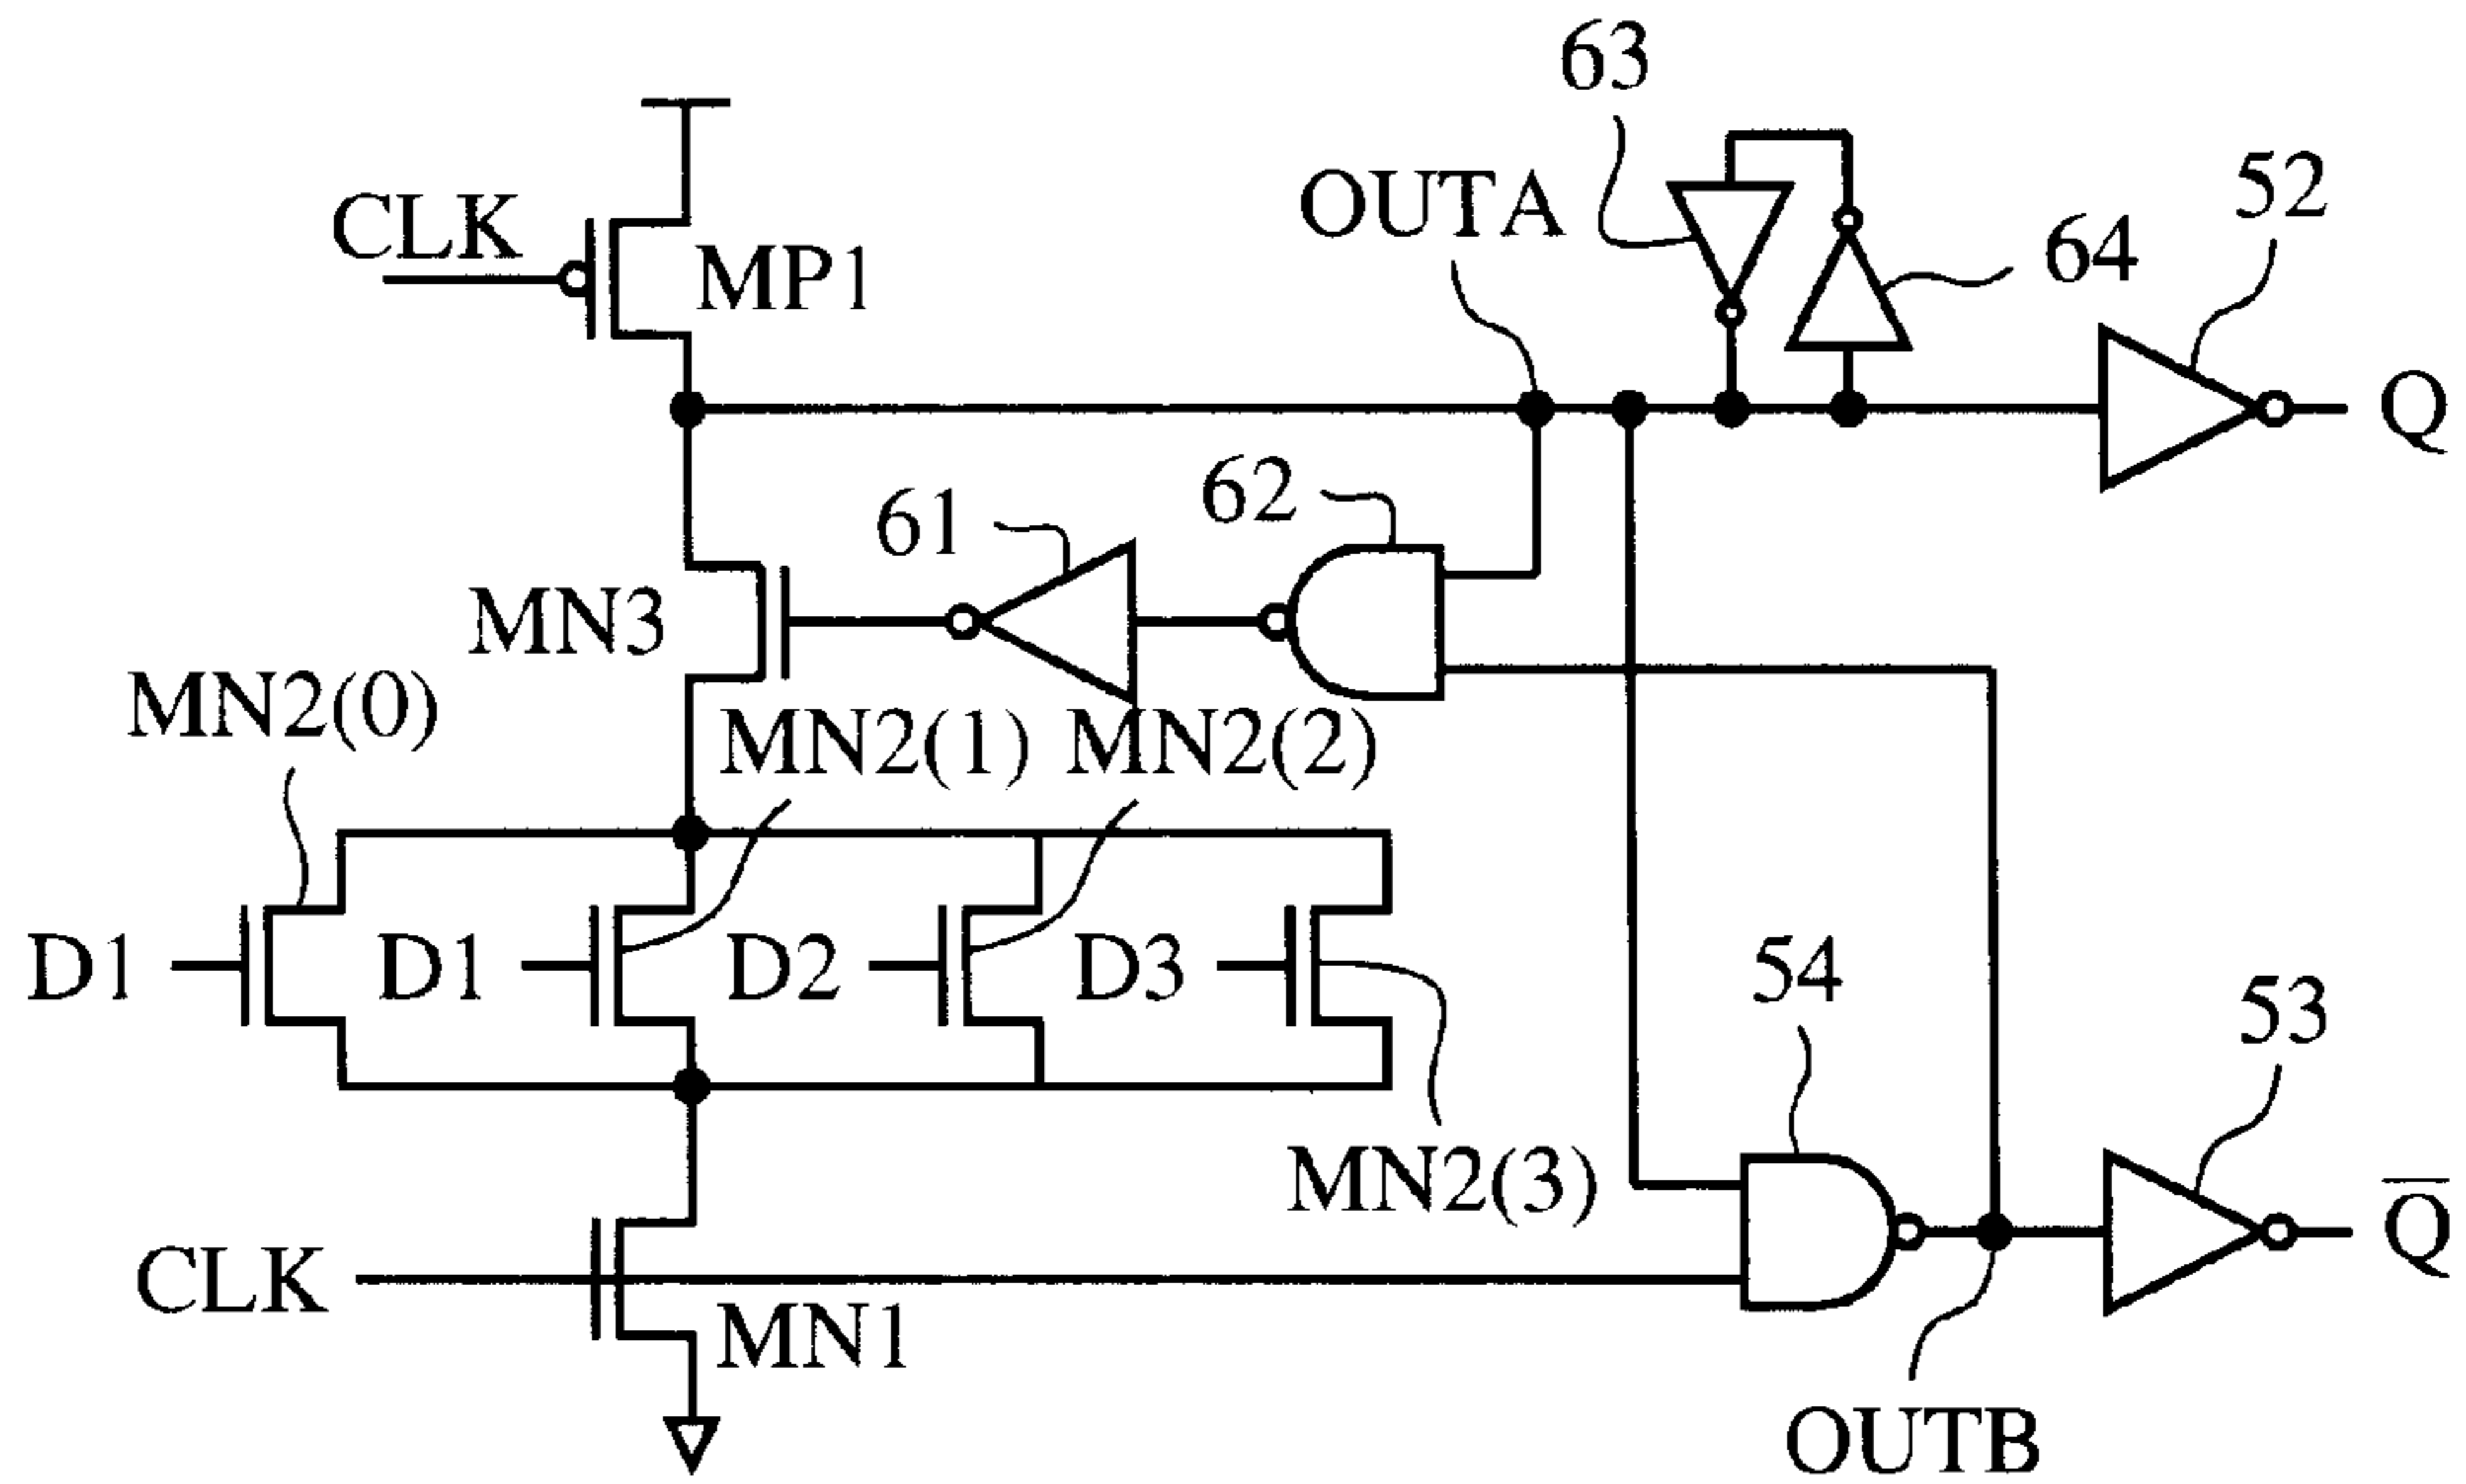 63
52
OUTA
CLK
64
MP1
Q
62
61
MN3
MN2(0)
MN2(1)
MN2(2)
D1
D1
D2
D3
54
53
MN2(3)
Q̅
CLK
MN1
OUTB